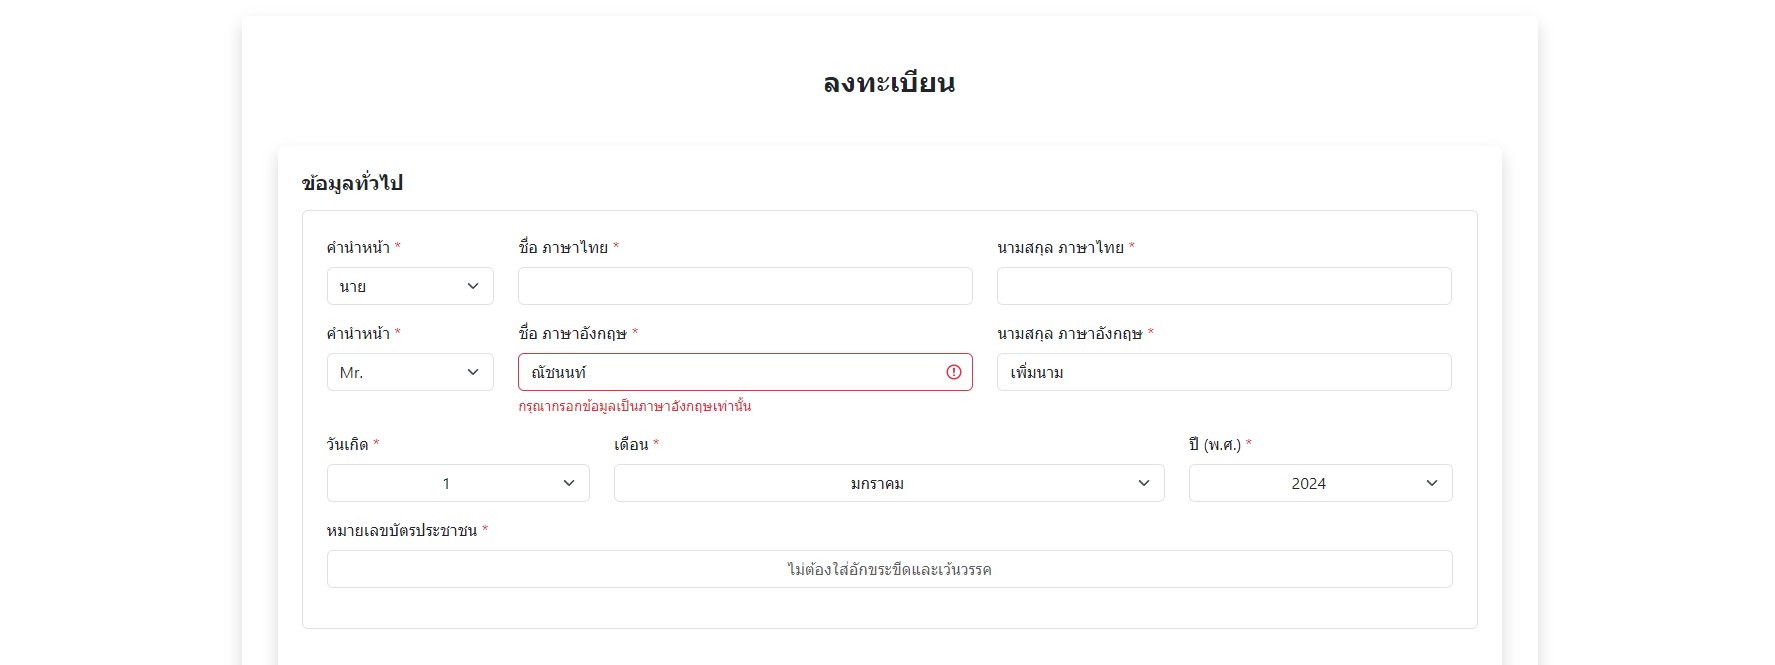 ลงทะเบียน
ข้อมูลทั่วไป
คำนำหน้า * ชื่อ ภาษาไทย * นามสกุล ภาษาไทย *
นาย
คำนำหน้า * ชื่อ ภาษาอังกฤษ * นามสกุล ภาษาอังกฤษ *
Mr. ณัชนนท์ เพิ่มนาม
กรุณากรอกข้อมูลเป็นภาษาอังกฤษเท่านั้น
วันเกิด * เดือน * ปี (พ.ศ.) *
1 มกราคม 2024
หมายเลขบัตรประชาชน *
ไม่ต้องใส่อักขระขีดและเว้นวรรค